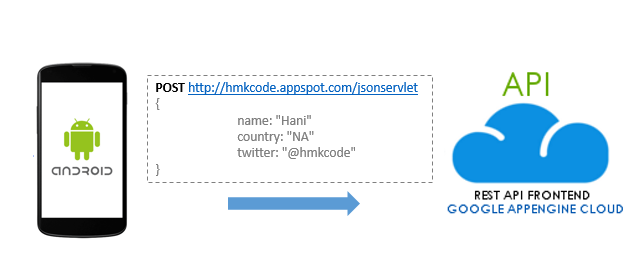 ANDROID
POST http://hmkcode.appspot.com/jsonservlet
{
name: "Hani"
country: "NA"
twitter: "@hmkcode"
}
API
REST API FRONTEND
GOOGLE APPENGINE CLOUD